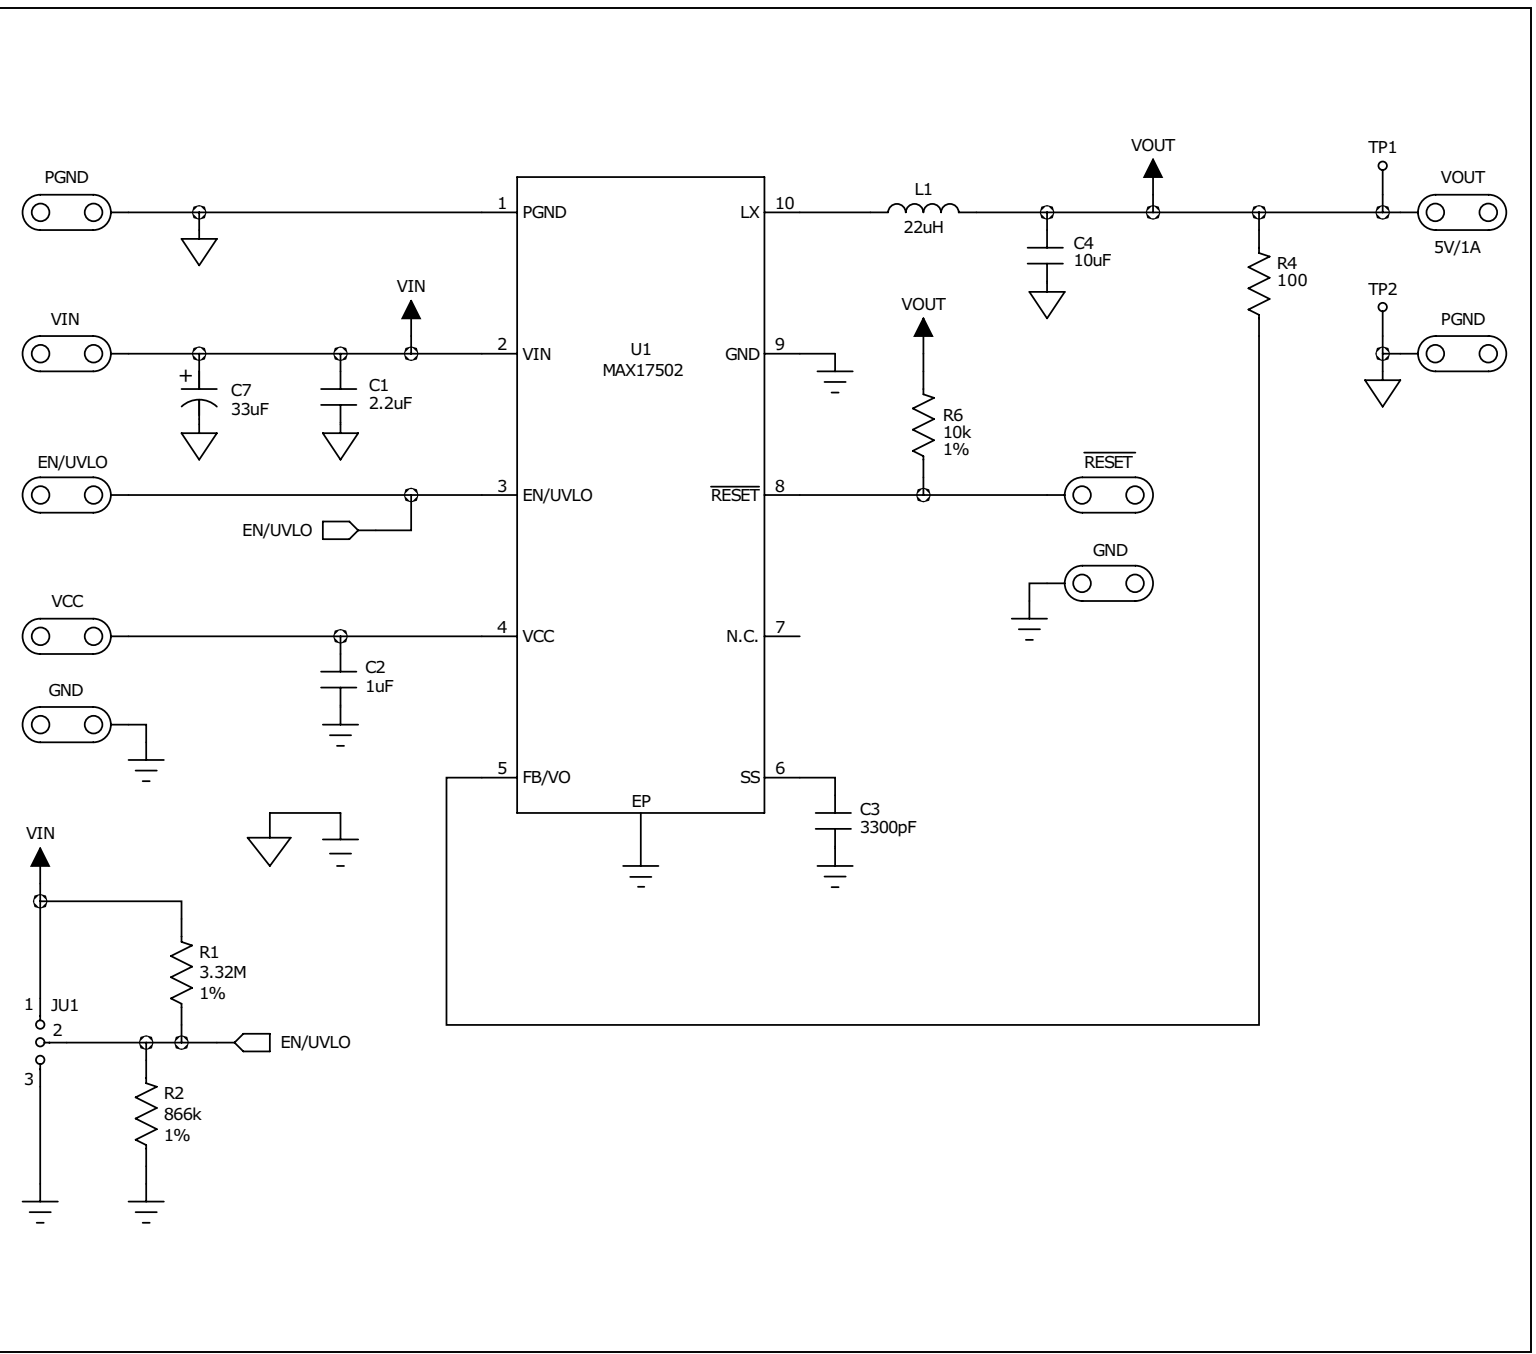 PGND
VIN
+
C7
33uF
C1
2.2uF
VIN
EN/UVLO
EN/UVLO
VCC
C2
1uF
GND
1
PGND
2
VIN
3
EN/UVLO
4
VCC
5
FB/VO
U1
MAX17502
EP
LX
10
GND
9
RESET
8
N.C.
7
SS
6
L1
22uH
C4
10uF
VOUT
R4
100
TP1
VOUT
5V/1A
TP2
PGND
VOUT
R6
10k
1%
RESET
GND
C3
3300pF
VIN
R1
3.32M
1%
1
JU1
2
3
EN/UVLO
R2
866k
1%